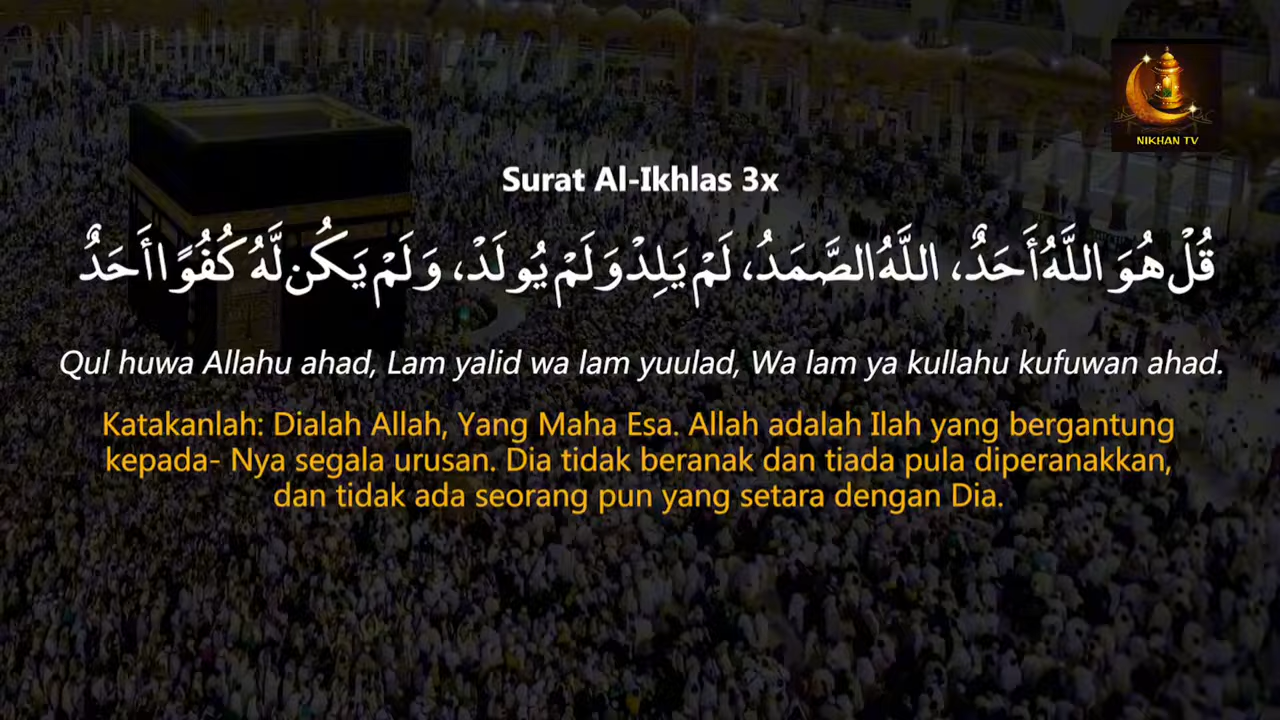 NIKHAN TV
Surat Al-Ikhlas 3x
قُلْ هُوَ اللَّهُ أَحَدٌ، اللَّهُ الصَّمَدُ، لَمْ يَلِدْ وَلَمْ يُولَدْ، وَلَمْ يَكُن لَّهُ كُفُوًا أَحَدٌ
Qul huwa Allahu ahad, Lam yalid wa lam yuulad, Wa lam ya kullahu kufuwan ahad.
Katakanlah: Dialah Allah, Yang Maha Esa. Allah adalah Ilah yang bergantung
kepada- Nya segala urusan. Dia tidak beranak dan tiada pula diperanakkan,
dan tidak ada seorang pun yang setara dengan Dia.